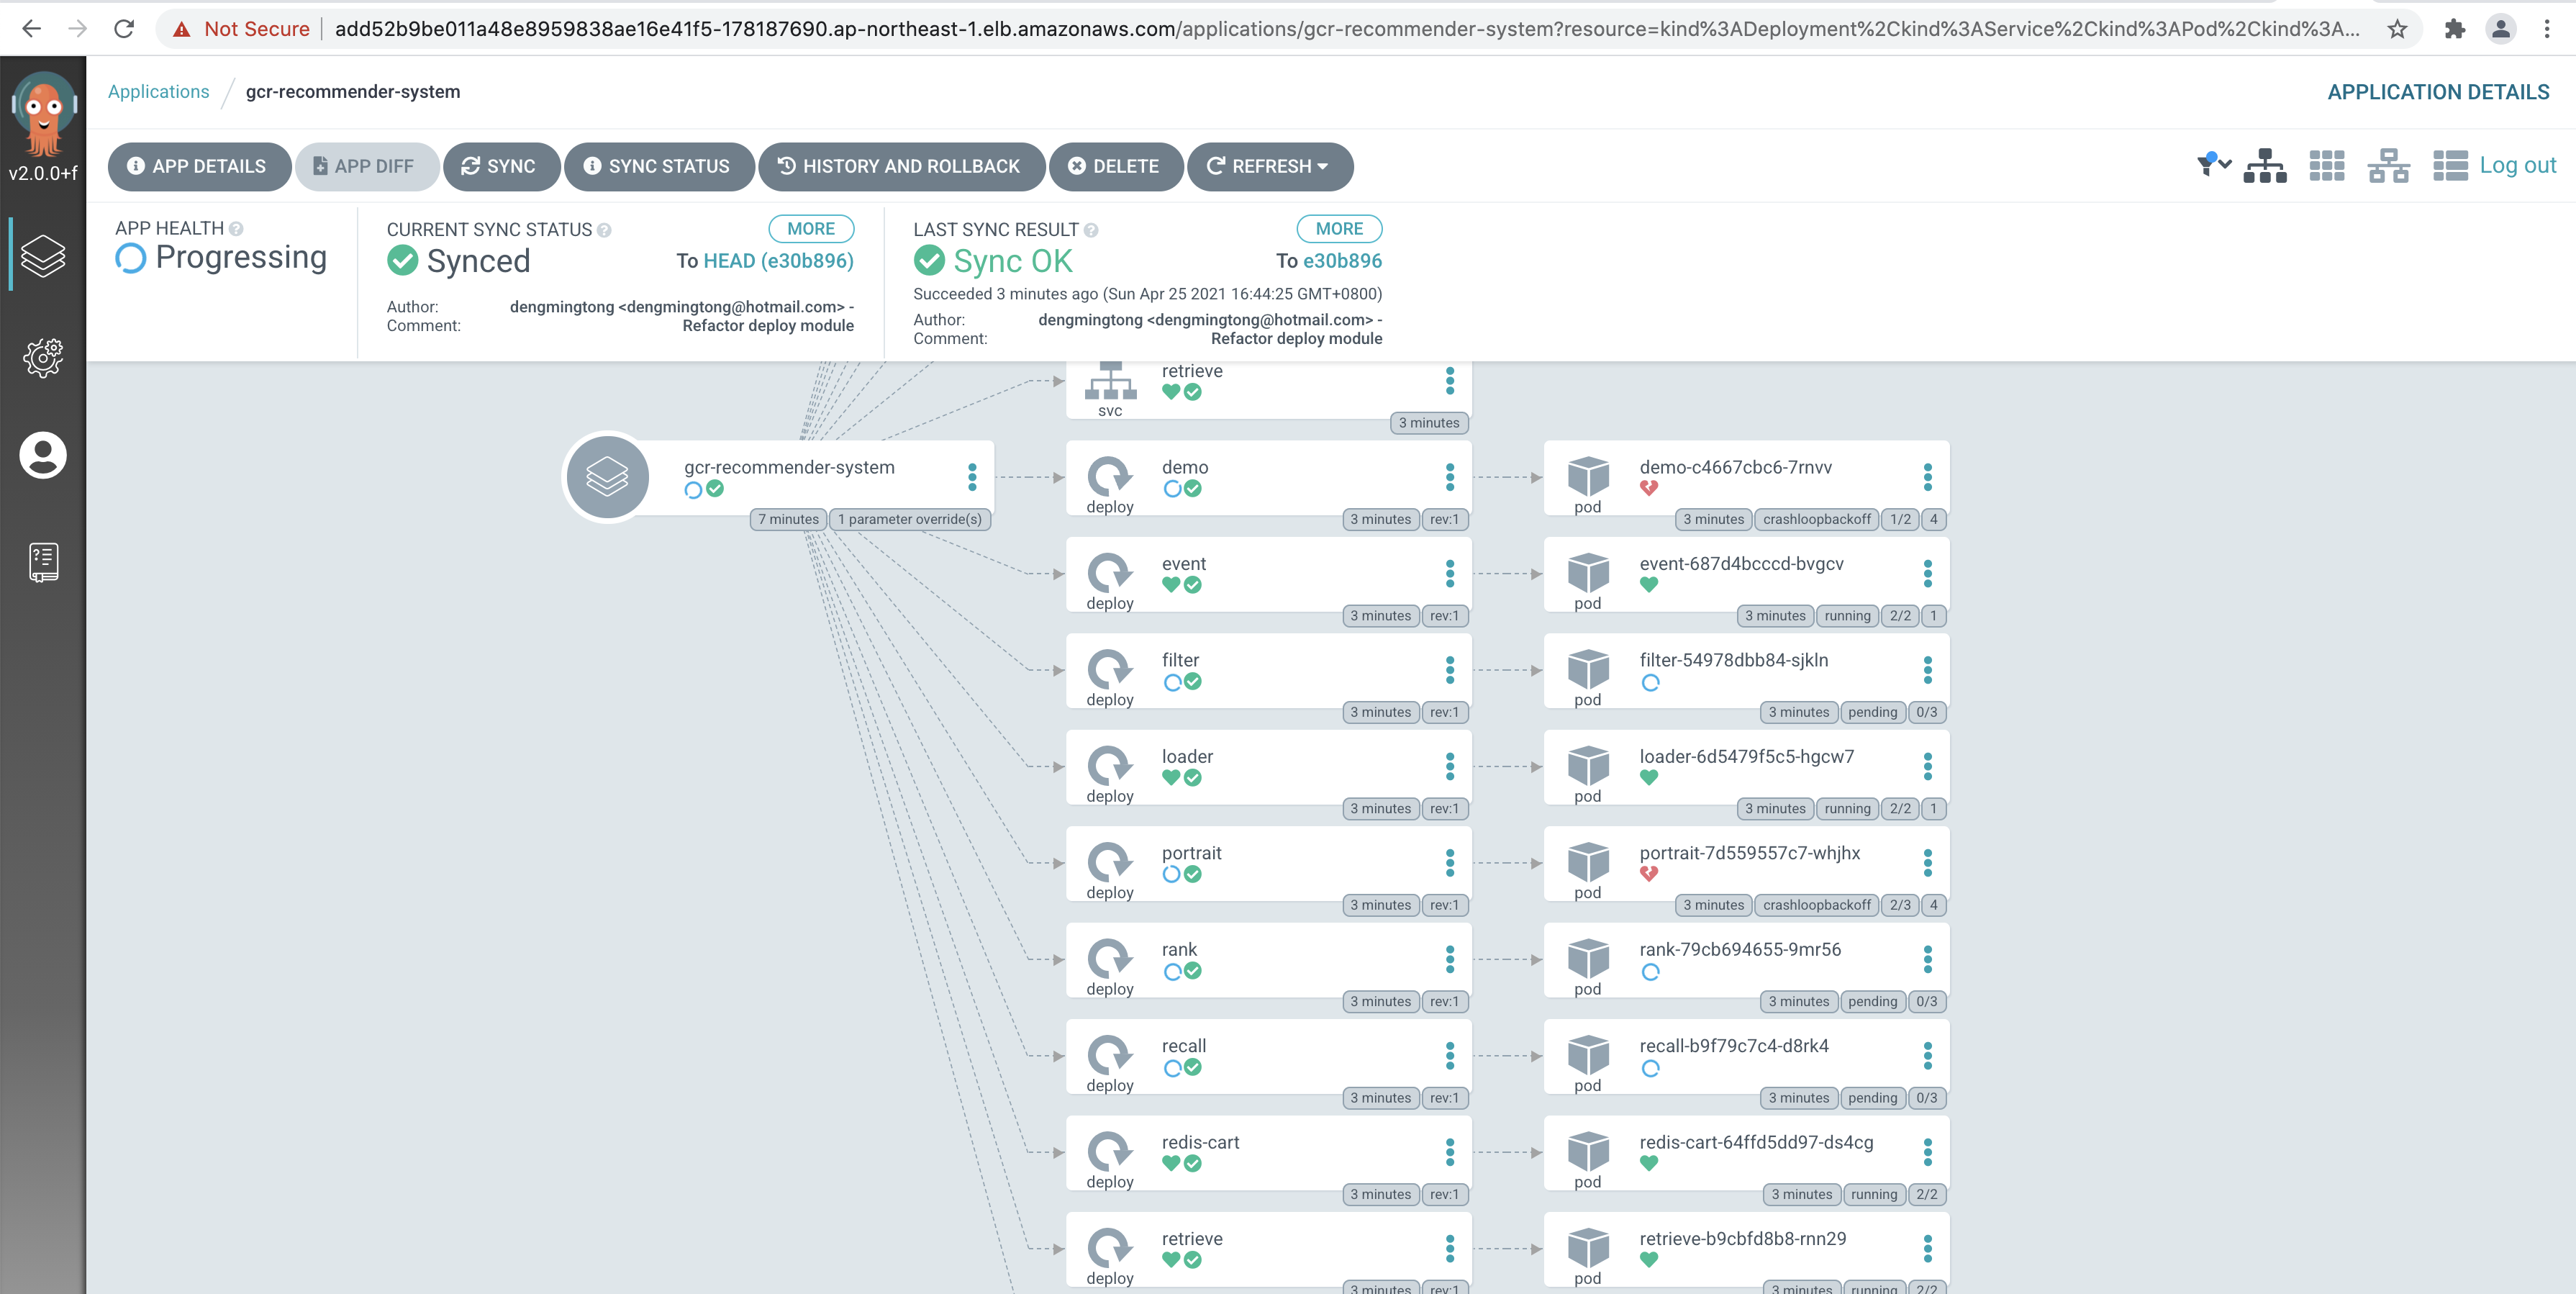 Not Secure | add52b9be011a48e8959838ae16e41f5-178187690.ap-northeast-1.elb.amazonaws.com/applications/gcr-recommender-system?resource=kind%3ADeployment%2Ckind%3AService%2Ckind%3APod%2Ckind%3A...
v2.0.0+f
Applications / gcr-recommender-system
APPLICATION DETAILS
APP DETAILS APP DIFF SYNC SYNC STATUS HISTORY AND ROLLBACK DELETE REFRESH
Log out
APP HEALTH
Progressing
CURRENT SYNC STATUS MORE
Synced To HEAD (e30b896)
Author: dengmingtong <dengmingtong@hotmail.com> -
Comment: Refactor deploy module
LAST SYNC RESULT MORE
Sync OK To e30b896
Succeeded 3 minutes ago (Sun Apr 25 2021 16:44:25 GMT+0800)
Author: dengmingtong <dengmingtong@hotmail.com> -
Comment: Refactor deploy module
retrieve
svc
3 minutes
gcr-recommender-system
7 minutes 1 parameter override(s)
demo
deploy
3 minutes rev:1
demo-c4667cbc6-7rnvv
pod
3 minutes crashloopbackoff 1/2 4
event
deploy
3 minutes rev:1
event-687d4bcccd-bvgcv
pod
3 minutes running 2/2 1
filter
deploy
3 minutes rev:1
filter-54978dbb84-sjkln
pod
3 minutes pending 0/3
loader
deploy
3 minutes rev:1
loader-6d5479f5c5-hgcw7
pod
3 minutes running 2/2 1
portrait
deploy
3 minutes rev:1
portrait-7d559557c7-whjhx
pod
3 minutes crashloopbackoff 2/3 4
rank
deploy
3 minutes rev:1
rank-79cb694655-9mr56
pod
3 minutes pending 0/3
recall
deploy
3 minutes rev:1
recall-b9f79c7c4-d8rk4
pod
3 minutes pending 0/3
redis-cart
deploy
3 minutes rev:1
redis-cart-64ffd5dd97-ds4cg
pod
3 minutes running 2/2
retrieve
deploy
3 minutes rev:1
retrieve-b9cbfd8b8-rnn29
pod
3 minutes running 2/2